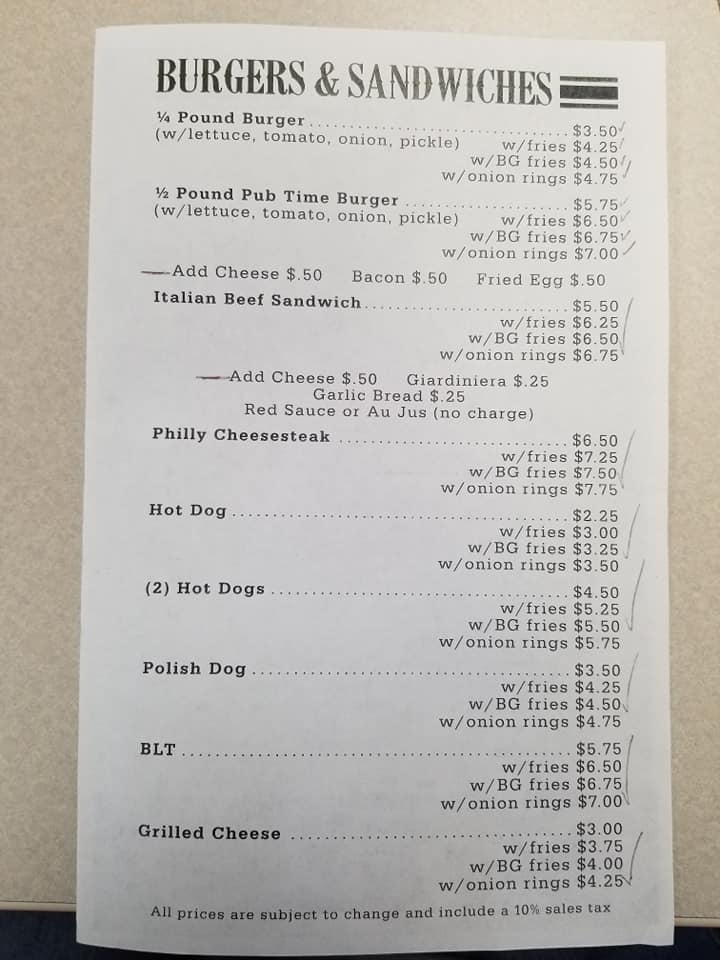 BURGERS & SANDWICHES
¼ Pound Burger.................................$3.50
(w/lettuce, tomato, onion, pickle) w/fries $4.25
w/BG fries $4.50
w/onion rings $4.75
½ Pound Pub Time Burger ....................$5.75
(w/lettuce, tomato, onion, pickle) w/fries $6.50
w/BG fries $6.75
w/onion rings $7.00
Add Cheese $.50 Bacon $.50 Fried Egg $.50
Italian Beef Sandwich.........................$5.50
w/fries $6.25
w/BG fries $6.50
w/onion rings $6.75
Add Cheese $.50 Giardiniera $.25
Garlic Bread $.25
Red Sauce or Au Jus (no charge)
Philly Cheesesteak ............................$6.50
w/fries $7.25
w/BG fries $7.50
w/onion rings $7.75
Hot Dog.........................................$2.25
w/fries $3.00
w/BG fries $3.25
w/onion rings $3.50
(2) Hot Dogs....................................$4.50
w/fries $5.25
w/BG fries $5.50
w/onion rings $5.75
Polish Dog.......................................$3.50
w/fries $4.25
w/BG fries $4.50
w/onion rings $4.75
BLT...............................................$5.75
w/fries $6.50
w/BG fries $6.75
w/onion rings $7.00
Grilled Cheese ..................................$3.00
w/fries $3.75
w/BG fries $4.00
w/onion rings $4.25
All prices are subject to change and include a 10% sales tax